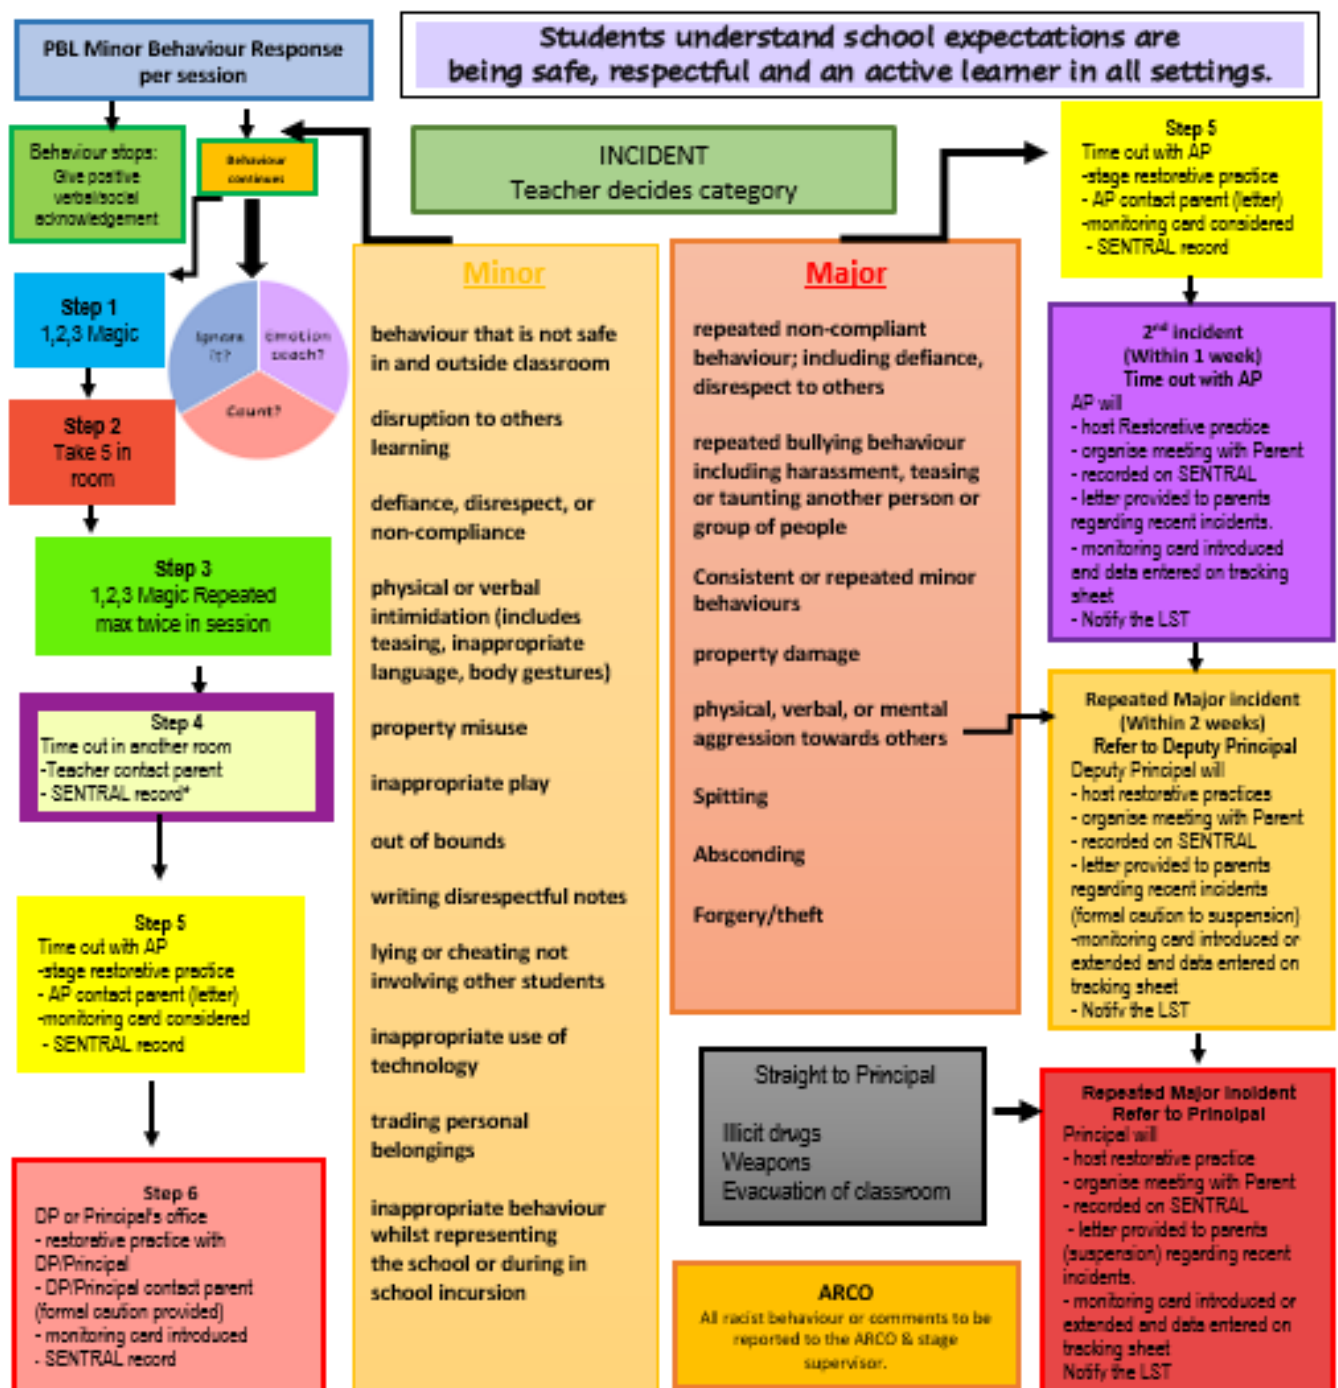 PBL Minor Behaviour Response
per session
Students understand school expectations are
being safe, respectful and an active learner in all settings.
Behaviour stops:
Give positive
verbal/social
acknowledgement
Behaviour
continues
INCIDENT
Teacher decides category
Step 1
1,2,3 Magic
Ignore
it?
Emotion
coach?
Count?
Step 2
Take 5 in
room
Step 3
1,2,3 Magic Repeated
max twice in session
Step 4
Time out in another room
-Teacher contact parent
- SENTRAL record*
Step 5
Time out with AP
-stage restorative practice
- AP contact parent (letter)
-monitoring card considered
- SENTRAL record
Step 6
DP or Principal's office
- restorative practice with
DP/Principal
- DP/Principal contact parent
(formal caution provided)
- monitoring card introduced
- SENTRAL record
Minor
behaviour that is not safe
in and outside classroom
disruption to others
learning
defiance, disrespect, or
non-compliance
physical or verbal
intimidation (includes
teasing, inappropriate
language, body gestures)
property misuse
inappropriate play
out of bounds
writing disrespectful notes
lying or cheating not
involving other students
inappropriate use of
technology
trading personal
belongings
inappropriate behaviour
whilst representing
the school or during in
school incursion
Major
repeated non-compliant
behaviour; including defiance,
disrespect to others
repeated bullying behaviour
including harassment, teasing
or taunting another person or
group of people
Consistent or repeated minor
behaviours
property damage
physical, verbal, or mental
aggression towards others
Spitting
Absconding
Forgery/theft
Straight to Principal
Illicit drugs
Weapons
Evacuation of classroom
ARCO
All racist behaviour or comments to be
reported to the ARCO & stage
supervisor.
Step 5
Time out with AP
-stage restorative practice
- AP contact parent (letter)
-monitoring card considered
- SENTRAL record
2nd incident
(Within 1 week)
Time out with AP
AP will
- host Restorative practice
- organise meeting with Parent
- recorded on SENTRAL
- letter provided to parents
regarding recent incidents.
- monitoring card introduced
and data entered on tracking
sheet
- Notify the LST
Repeated Major incident
(Within 2 weeks)
Refer to Deputy Principal
Deputy Principal will
- host restorative practices
- organise meeting with Parent
- recorded on SENTRAL
- letter provided to parents
regarding recent incidents
(formal caution to suspension)
-monitoring card introduced or
extended and data entered on
tracking sheet
- Notify the LST
Repeated Major Incident
Refer to Principal
Principal will
- host restorative practice
- organise meeting with Parent
- recorded on SENTRAL
- letter provided to parents
(suspension) regarding recent
incidents.
- monitoring card introduced or
extended and data entered on
tracking sheet
Notify the LST